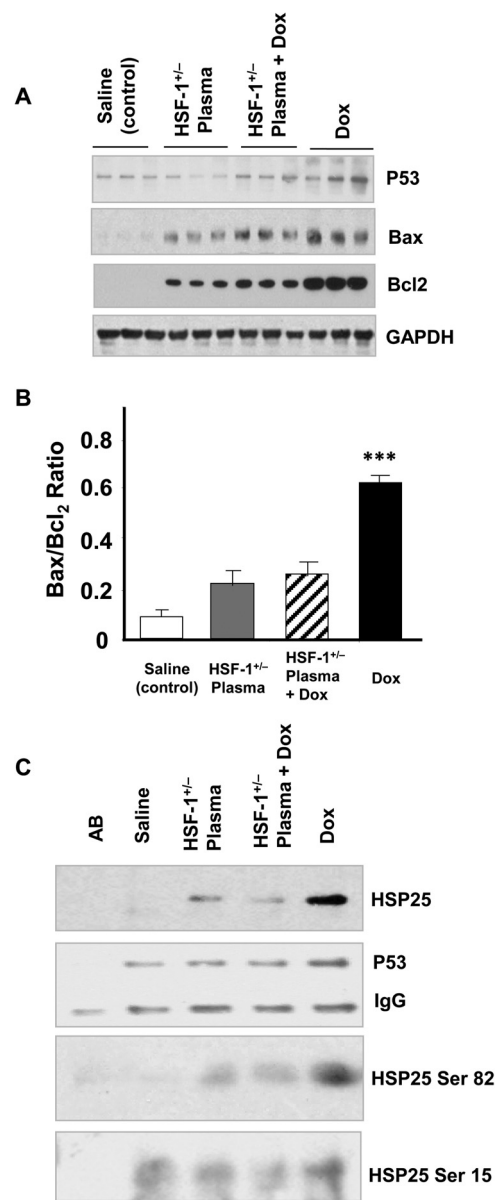 A
Saline
(control)
HSF-1+/–
Plasma
HSF-1+/–
Plasma + Dox
Dox
P53
Bax
Bcl2
GAPDH
B
Bax/Bcl2 Ratio
0.8
0.6
0.4
0.2
0
***
Saline
(control)
HSF-1+/–
Plasma
HSF-1+/–
Plasma
+ Dox
Dox
C
AB
Saline
HSF-1+/–
Plasma
HSF-1+/–
Plasma + Dox
Dox
HSP25
P53
IgG
HSP25 Ser 82
HSP25 Ser 15